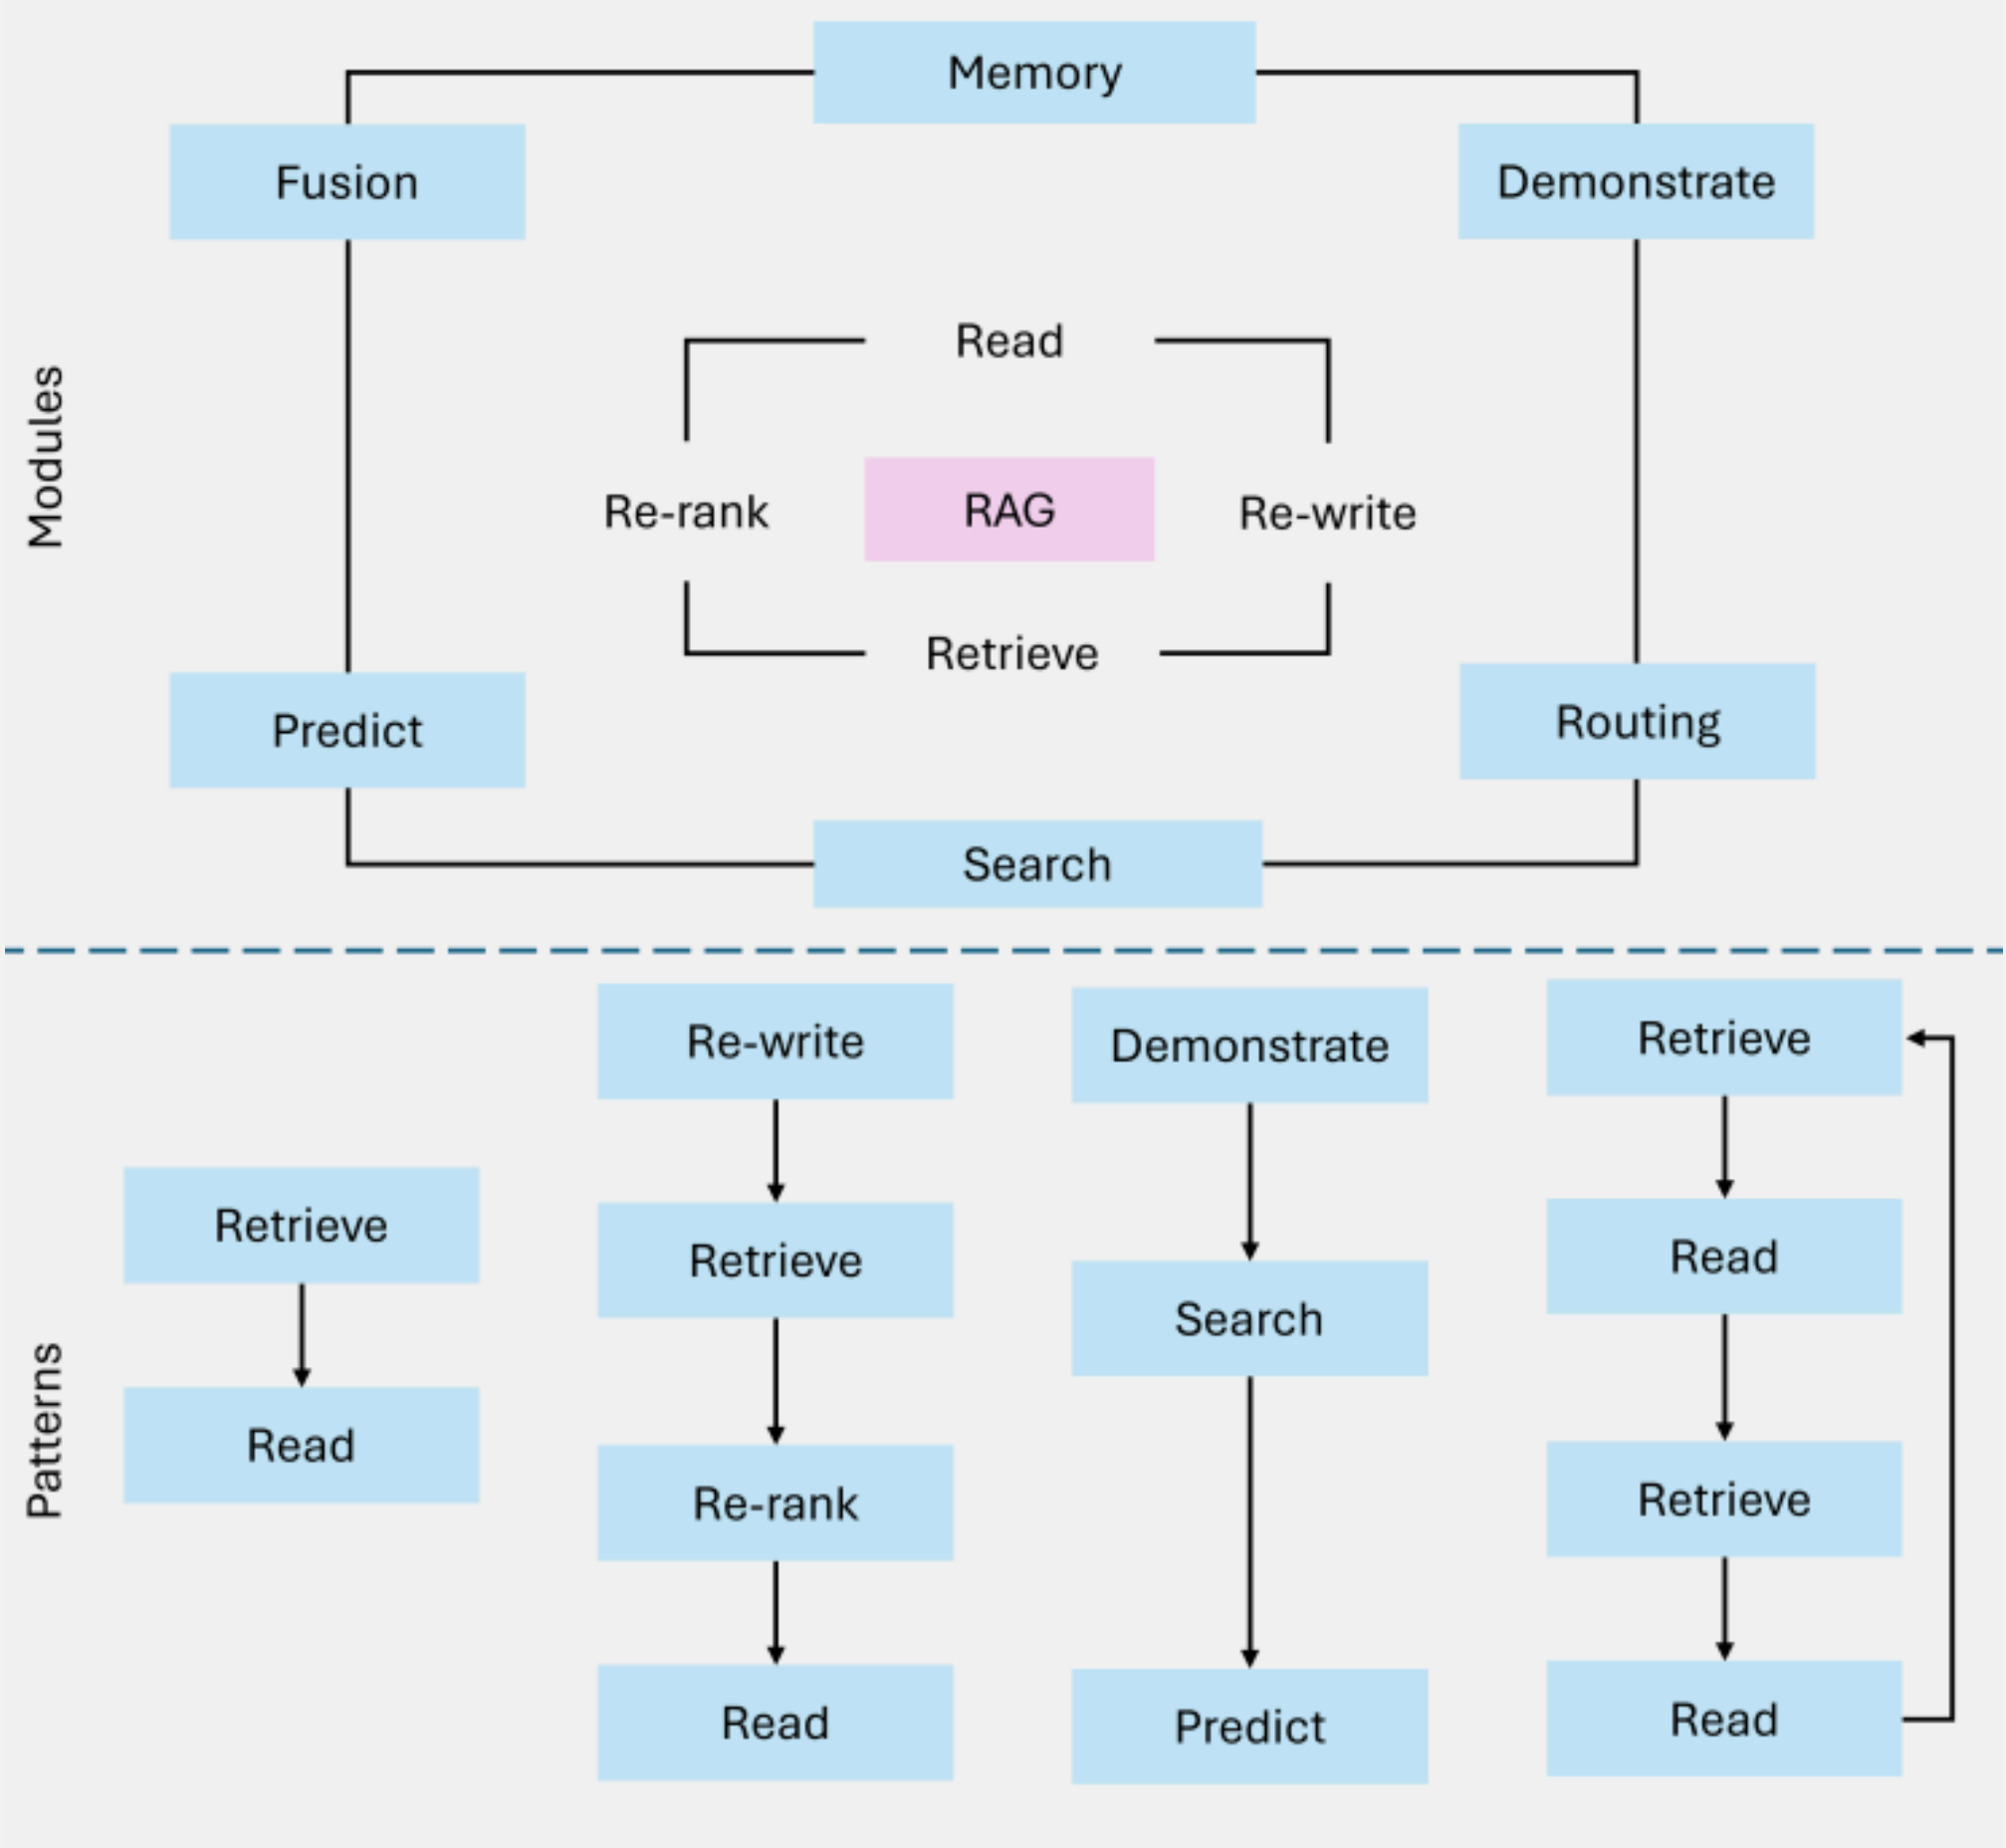 Memory
Fusion
Demonstrate
Read
Modules
Re-rank
RAG
Re-write
Retrieve
Predict
Routing
Search
Patterns
Retrieve
Read
Re-write
Retrieve
Re-rank
Read
Demonstrate
Search
Predict
Retrieve
Read
Retrieve
Read